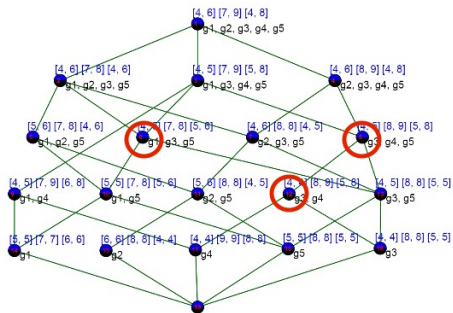 [4, 6] [7, 9] [4, 8]
g1, g2, g3, g4, g5
[4, 6] [7, 8] [4, 6] [4, 5] [7, 9] [5, 8] [4, 6] [8, 9] [4, 8]
g1, g2, g3, g5 g1, g3, g4, g5 g2, g3, g4, g5
[5, 6] [7, 8] [4, 6] [4, [7, 8] [5, 6] [4, 6] [8, 8] [4, 5] [4, [8, 9] [5, 8]
g1, g2, g5 g1, g3, g5 g2, g3, g5 g3, g4, g5
[4, 5] [7, 9] [6, 8] [5, 5] [7, 8] [5, 6] [5, 6] [8, 8] [4, 5] [4, [8, 9] [5, 8] [4, 5] [8, 8] [5, 5]
g1, g4 g1, g5 g2, g5 g3, g4 g3, g5
[5, 5] [7, 7] [6, 6] [6, 6] [8, 8] [4, 4] [4, 4] [9, 9] [8, 8] [5, 5] [8, 8] [5, 5] [4, 4] [8, 8] [5, 5]
g1 g2 g4 g5 g3